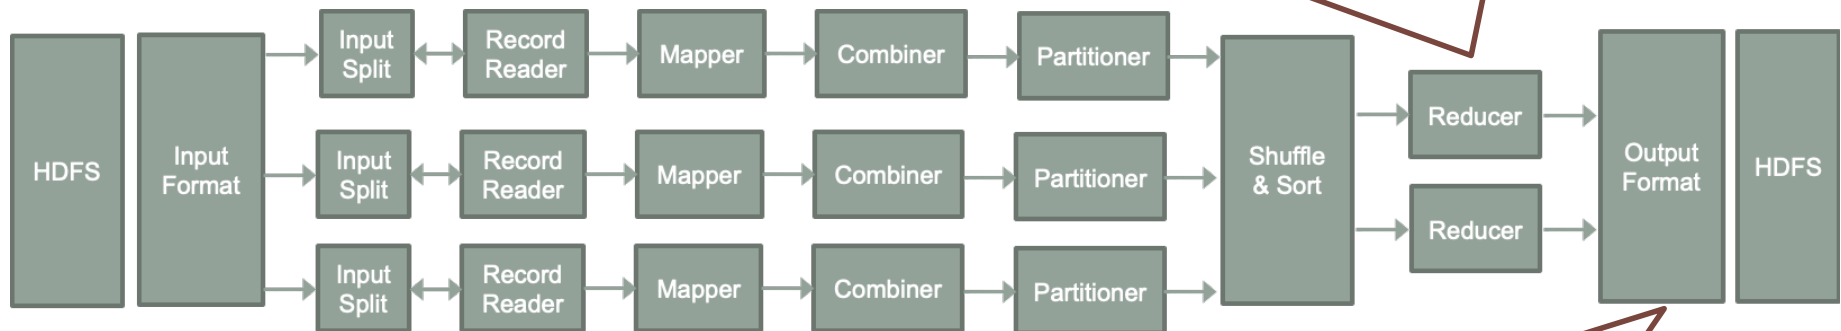 HDFS
Input
Format
Input
Split
Record
Reader
Mapper
Combiner
Partitioner
Input
Split
Record
Reader
Mapper
Combiner
Partitioner
Input
Split
Record
Reader
Mapper
Combiner
Partitioner
Shuffle
& Sort
Reducer
Reducer
Output
Format
HDFS